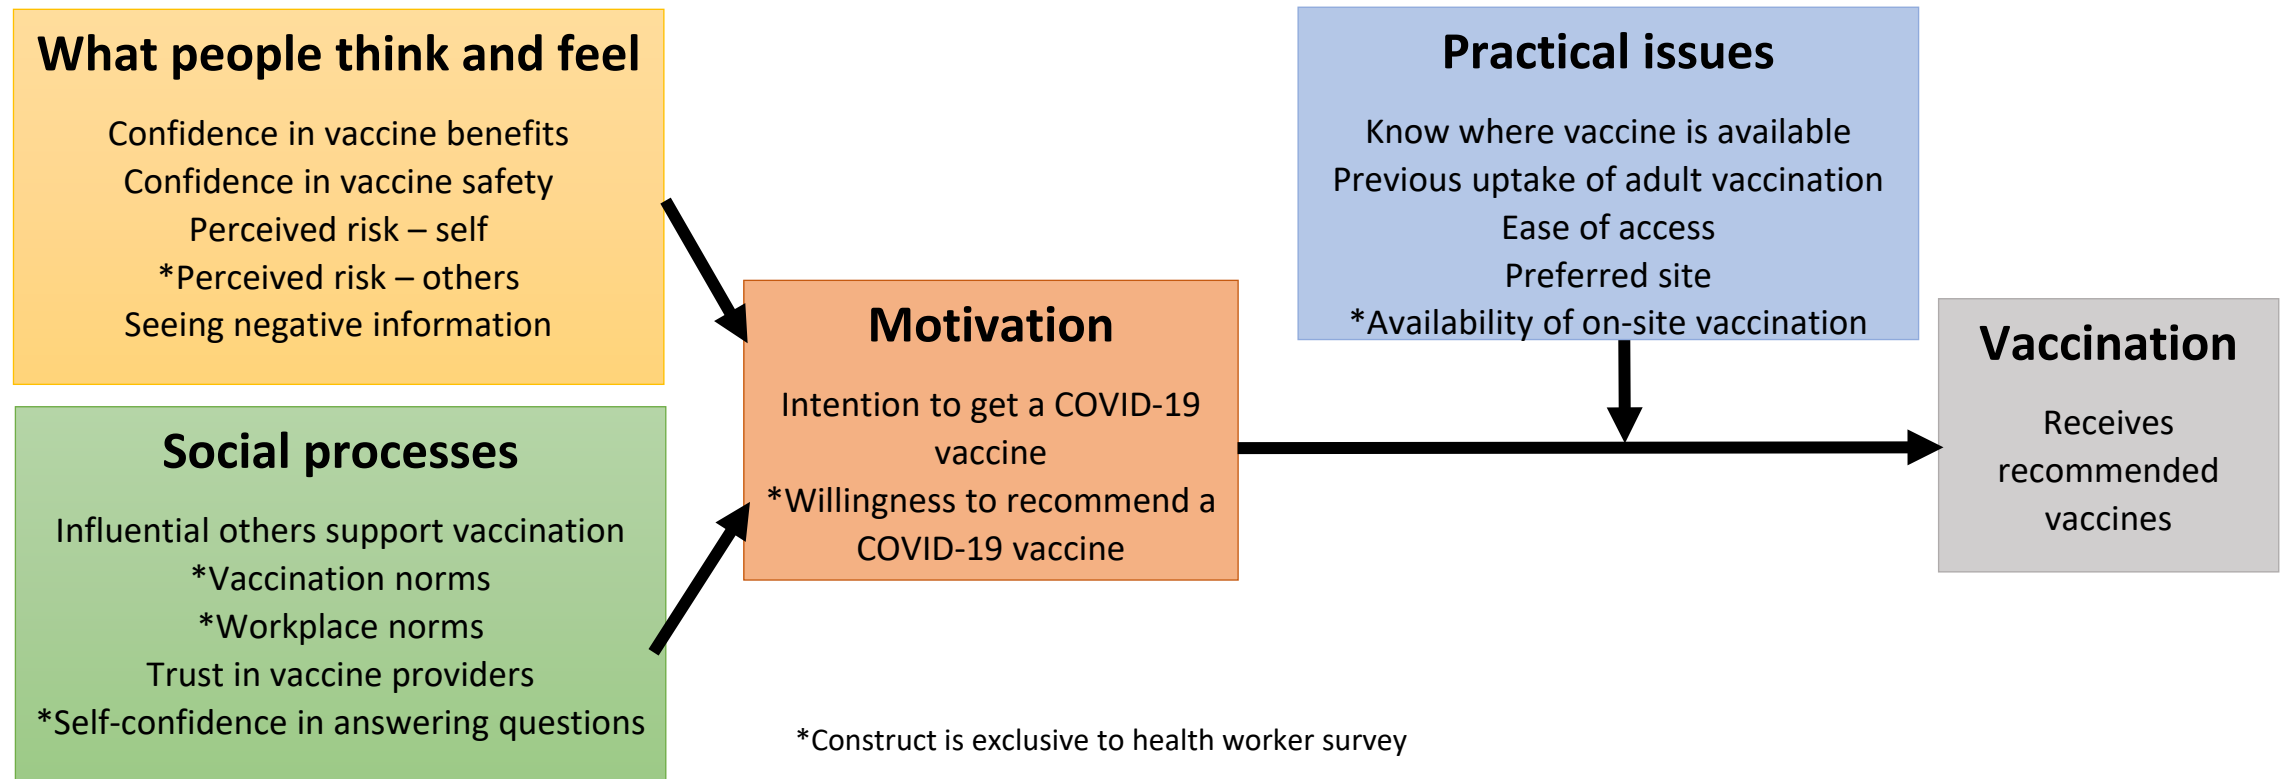 What people think and feel
Confidence in vaccine benefits
Confidence in vaccine safety
Perceived risk – self
*Perceived risk – others
Seeing negative information
Social processes
Influential others support vaccination
*Vaccination norms
*Workplace norms
Trust in vaccine providers
*Self-confidence in answering questions
Motivation
Intention to get a COVID-19
vaccine
*Willingness to recommend a
COVID-19 vaccine
Practical issues
Know where vaccine is available
Previous uptake of adult vaccination
Ease of access
Preferred site
*Availability of on-site vaccination
Vaccination
Receives
recommended
vaccines
*Construct is exclusive to health worker survey